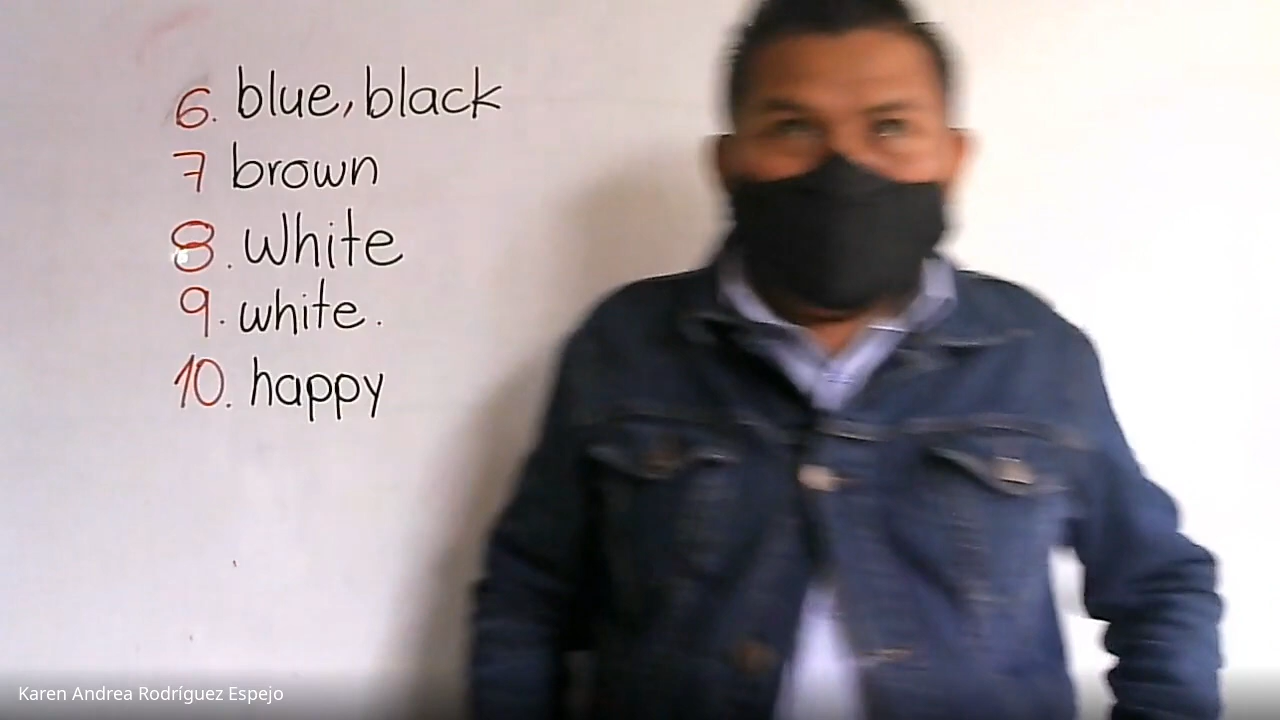 6. blue, black
7 brown
8. White
9. white.
10. happy
Karen Andrea Rodríguez Espejo